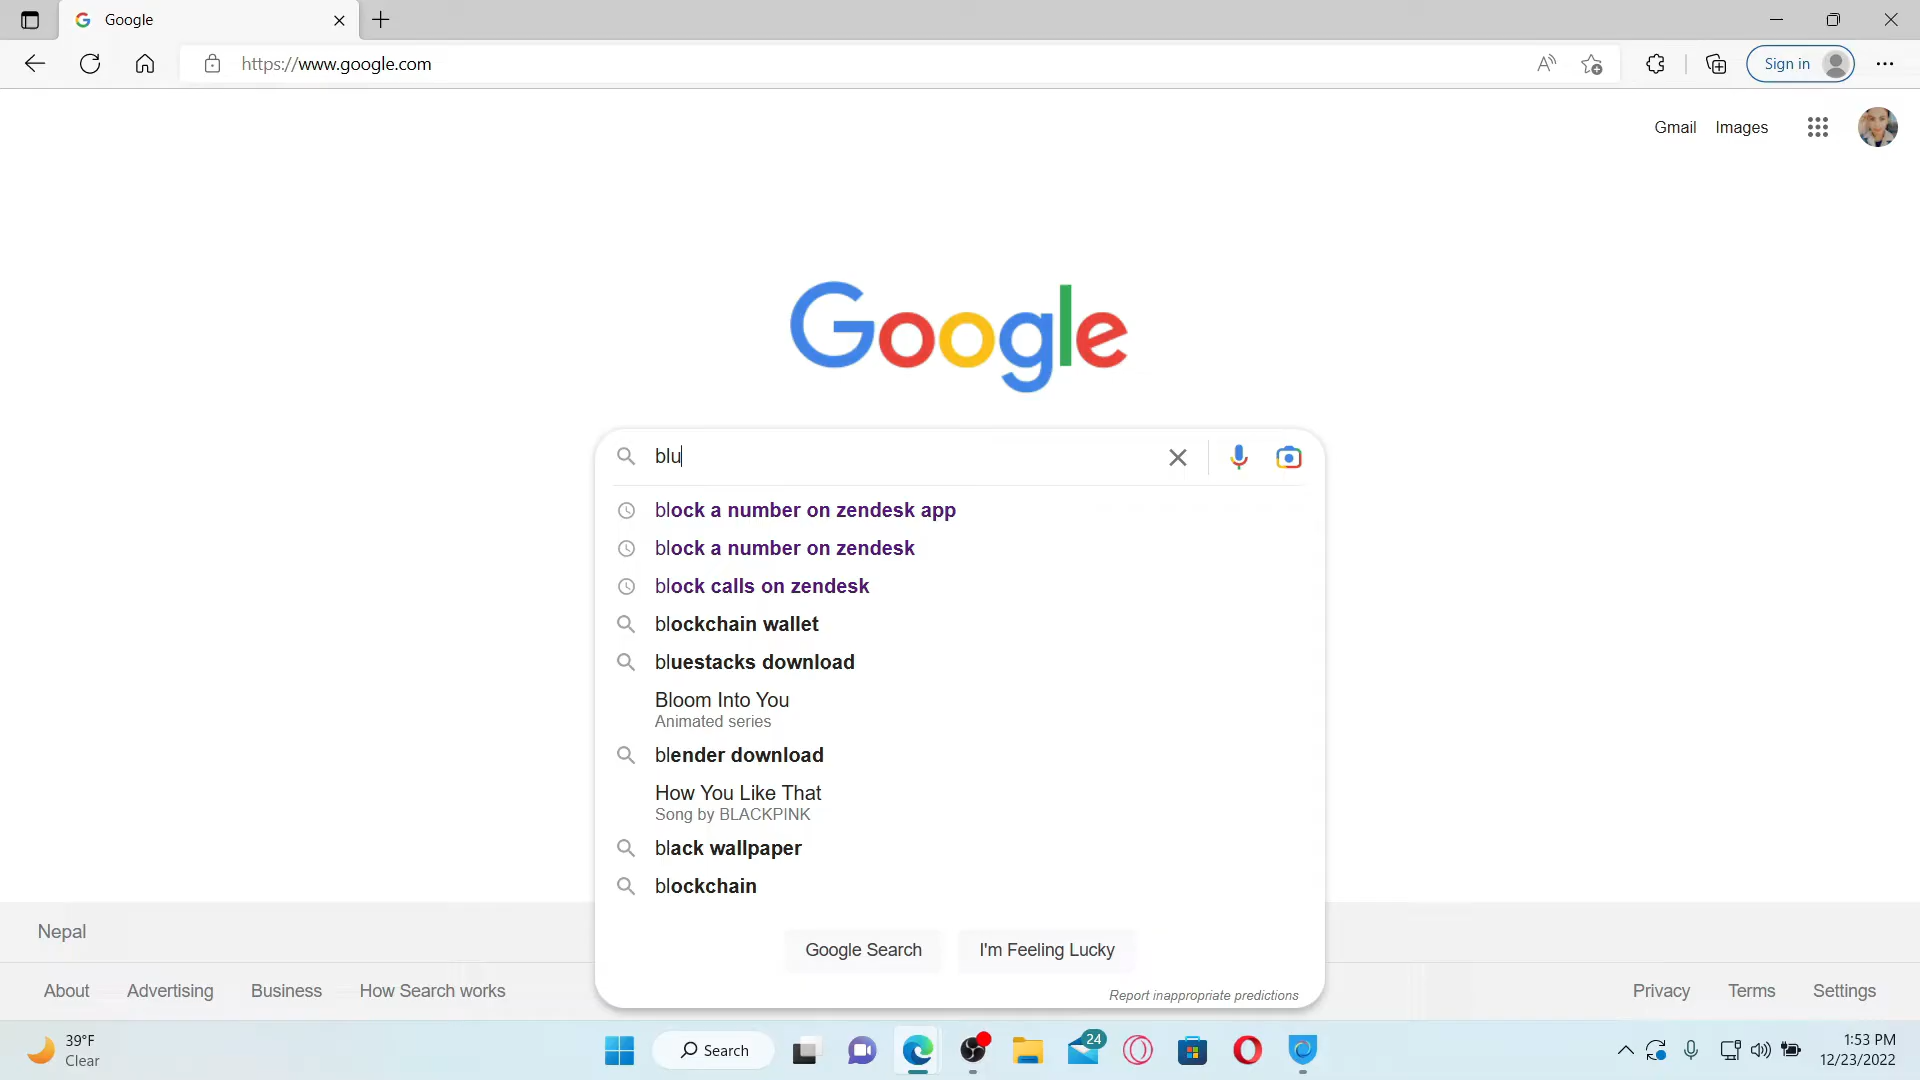 Google
https://www.google.com
Sign in
Gmail Images
Google
blu
block a number on zendesk app
block a number on zendesk
block calls on zendesk
blockchain wallet
bluestacks download
Bloom Into You
Animated series
blender download
How You Like That
Song by BLACKPINK
black wallpaper
blockchain
Google Search I'm Feeling Lucky
Report inappropriate predictions
Nepal
About Advertising Business How Search works Privacy Terms Settings
39°F
Clear
Search
24
1:53 PM
12/23/2022